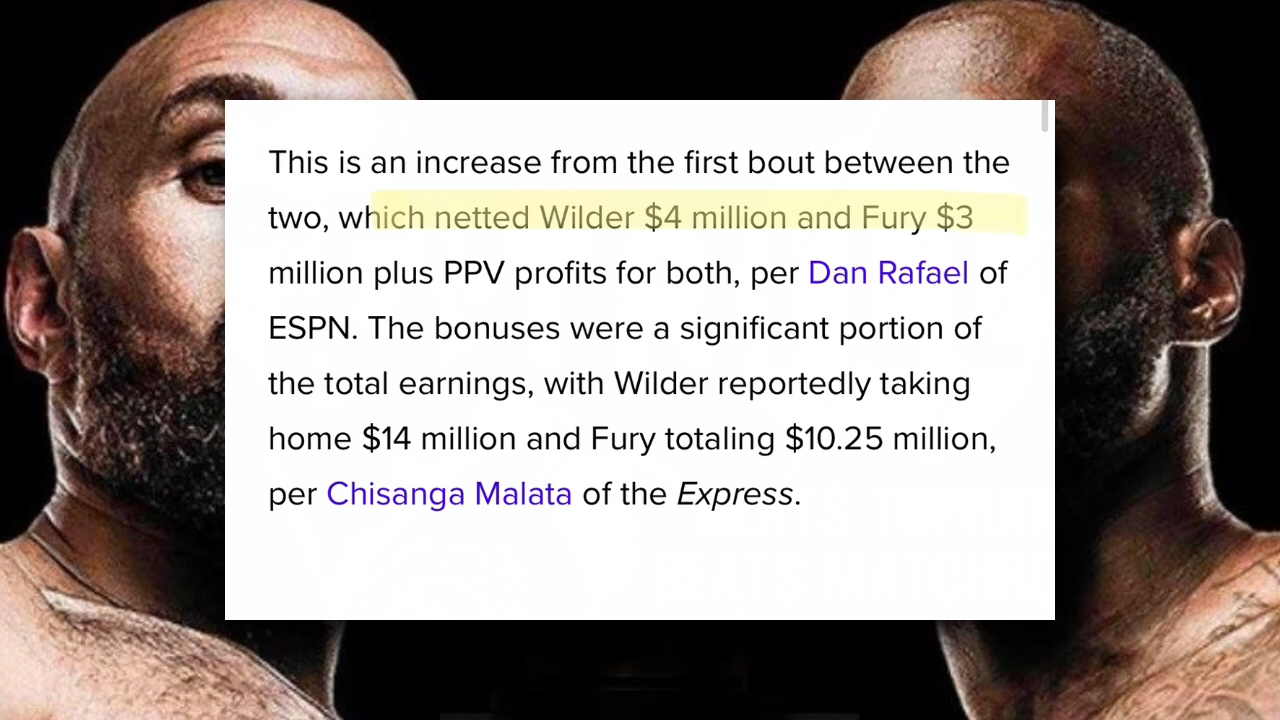 This is an increase from the first bout between the
two, which netted Wilder $4 million and Fury $3
million plus PPV profits for both, per Dan Rafael of
ESPN. The bonuses were a significant portion of
the total earnings, with Wilder reportedly taking
home $14 million and Fury totaling $10.25 million,
per Chisanga Malata of the Express.